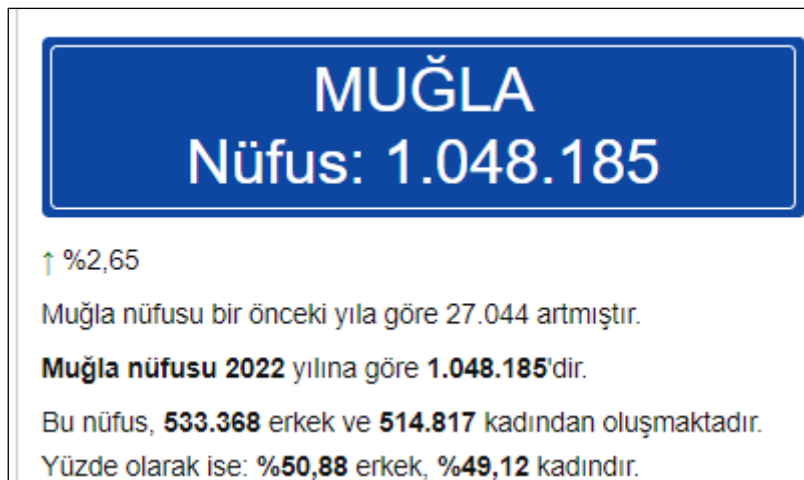 MUĞLA
Nüfus: 1.048.185
↑ %2,65
Muğla nüfusu bir önceki yıla göre 27.044 artmıştır.
Muğla nüfusu 2022 yılına göre 1.048.185'dir.
Bu nüfus, 533.368 erkek ve 514.817 kadından oluşmaktadır.
Yüzde olarak ise: %50,88 erkek, %49,12 kadındır.